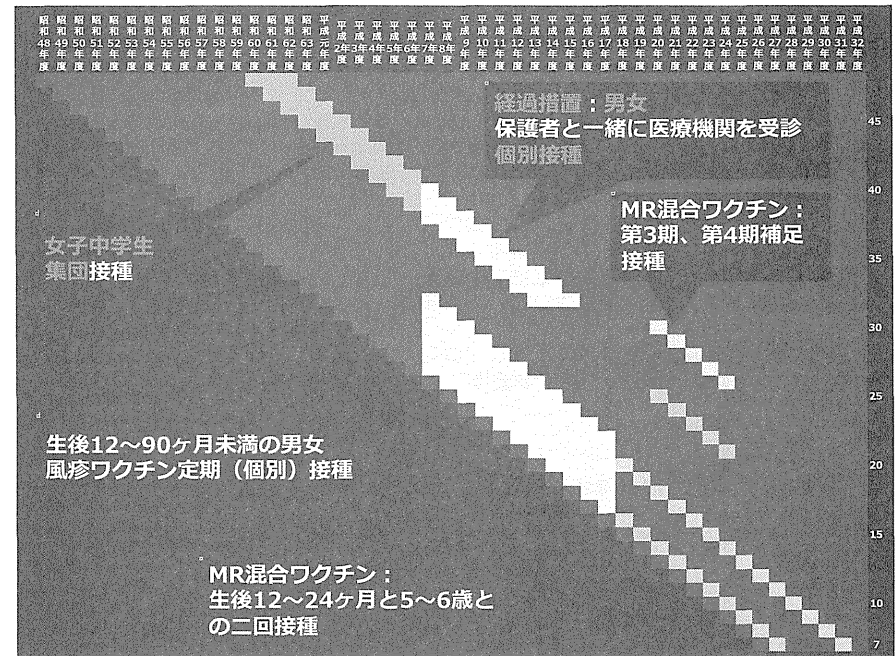 昭和48年度
昭和49年度
昭和50年度
昭和51年度
昭和52年度
昭和53年度
昭和54年度
昭和55年度
昭和56年度
昭和57年度
昭和58年度
昭和59年度
昭和60年度
昭和61年度
昭和62年度
昭和63年度
平成元年度
平成2年度
平成3年度
平成4年度
平成5年度
平成6年度
平成7年度
平成8年度
平成9年度
平成10年度
平成11年度
平成12年度
平成13年度
平成14年度
平成15年度
平成16年度
平成17年度
平成18年度
平成19年度
平成20年度
平成21年度
平成22年度
平成23年度
平成24年度
平成25年度
平成26年度
平成27年度
平成28年度
平成29年度
平成30年度
平成31年度
平成32年度
経過措置：男女
保護者と一緒に医療機関を受診
個別接種
MR混合ワクチン：
第3期、第4期補足
接種
女子中学生
集団接種
生後12～90ヶ月未満の男女
風疹ワクチン定期（個別）接種
MR混合ワクチン：
生後12～24ヶ月と5～6歳と
の二回接種
45
40
35
30
25
20
15
10
7